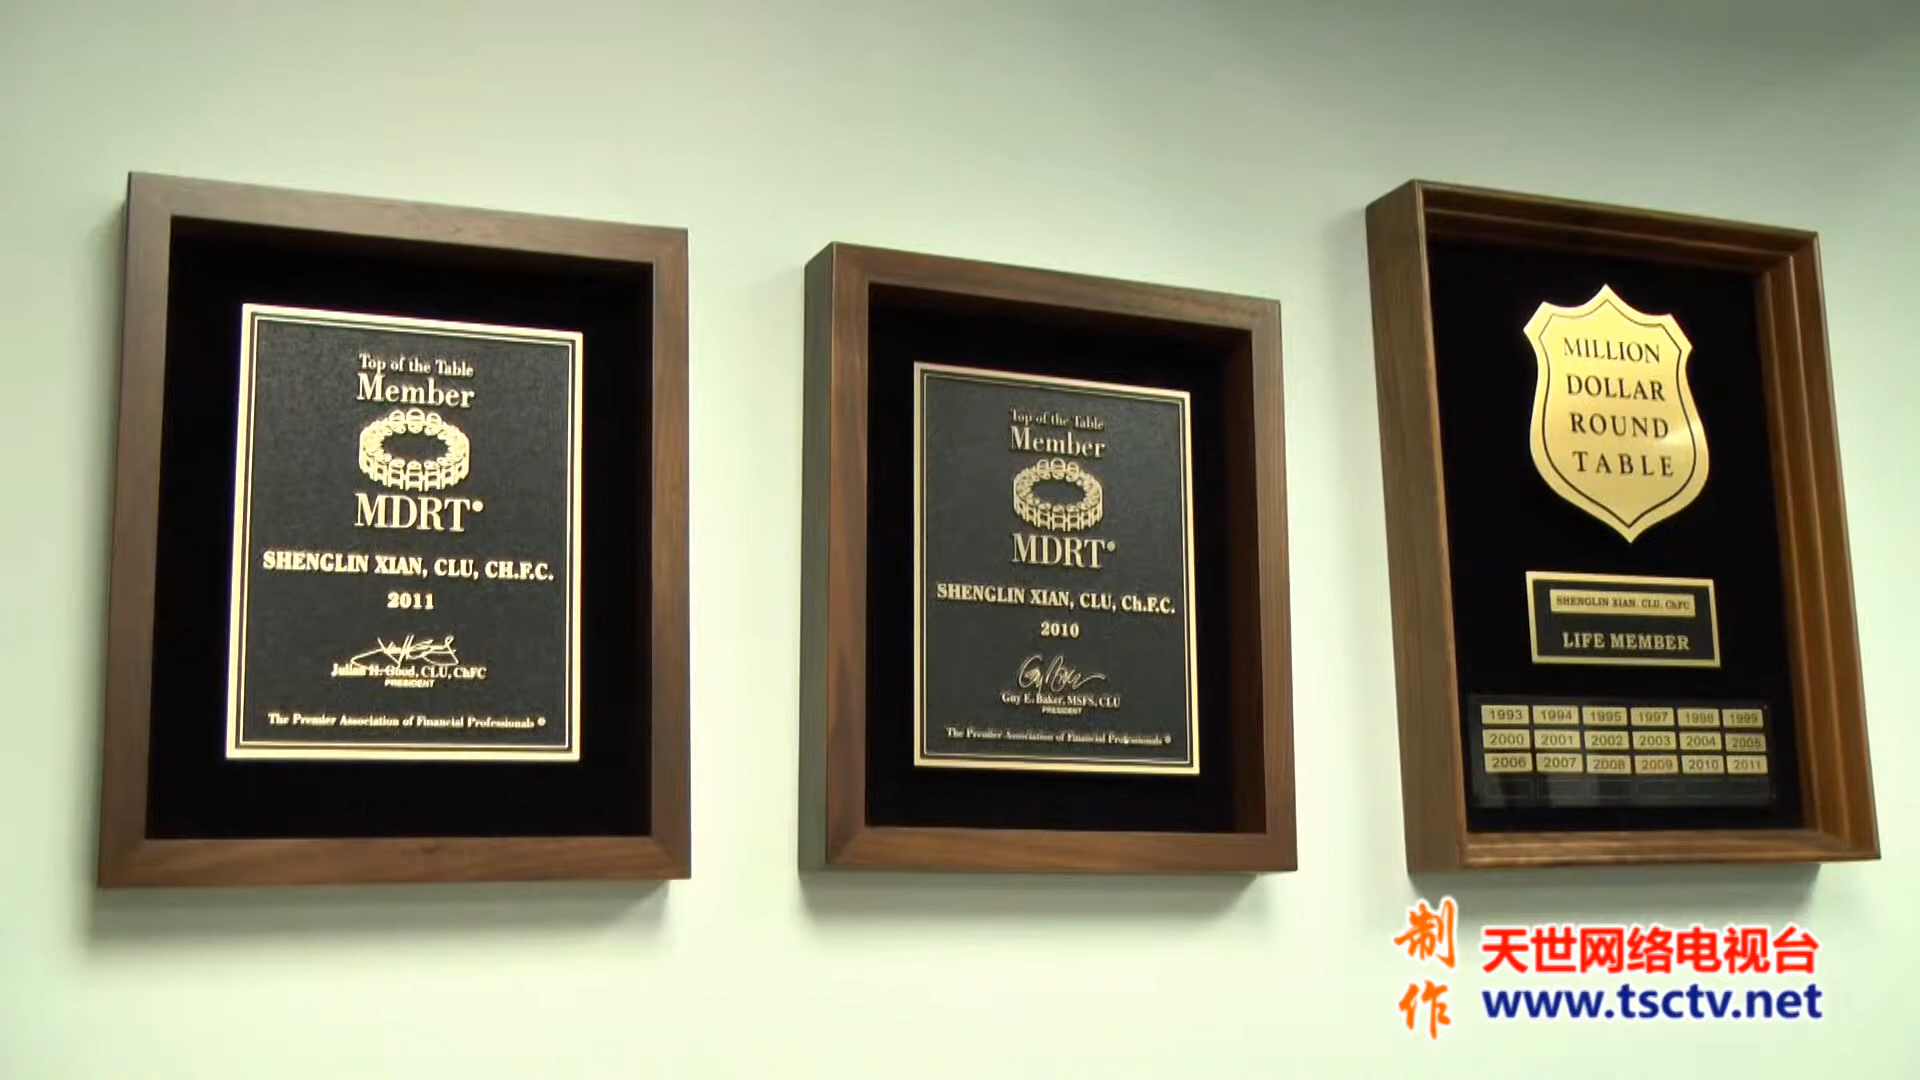 Top of the Table
Member
MDRT®
SHENGLIN XIAN, CLU, CH.F.C.
2011
Julian H. Good, CLU, ChFC
PRESIDENT
The Premier Association of Financial Professionals ®
Top of the Table
Member
MDRT®
SHENGLIN XIAN, CLU, Ch.F.C.
2010
Guy E. Baker, MSFS, CLU
PRESIDENT
The Premier Association of Financial Professionals ®
MILLION
DOLLAR
ROUND
TABLE
SHENGLIN XIAN, CLU, ChFC
LIFE MEMBER
1993 1994 1995 1997 1998 1999
2000 2001 2002 2003 2004 2005
2006 2007 2008 2009 2010 2011
制作
天世网络电视台
www.tsctv.net